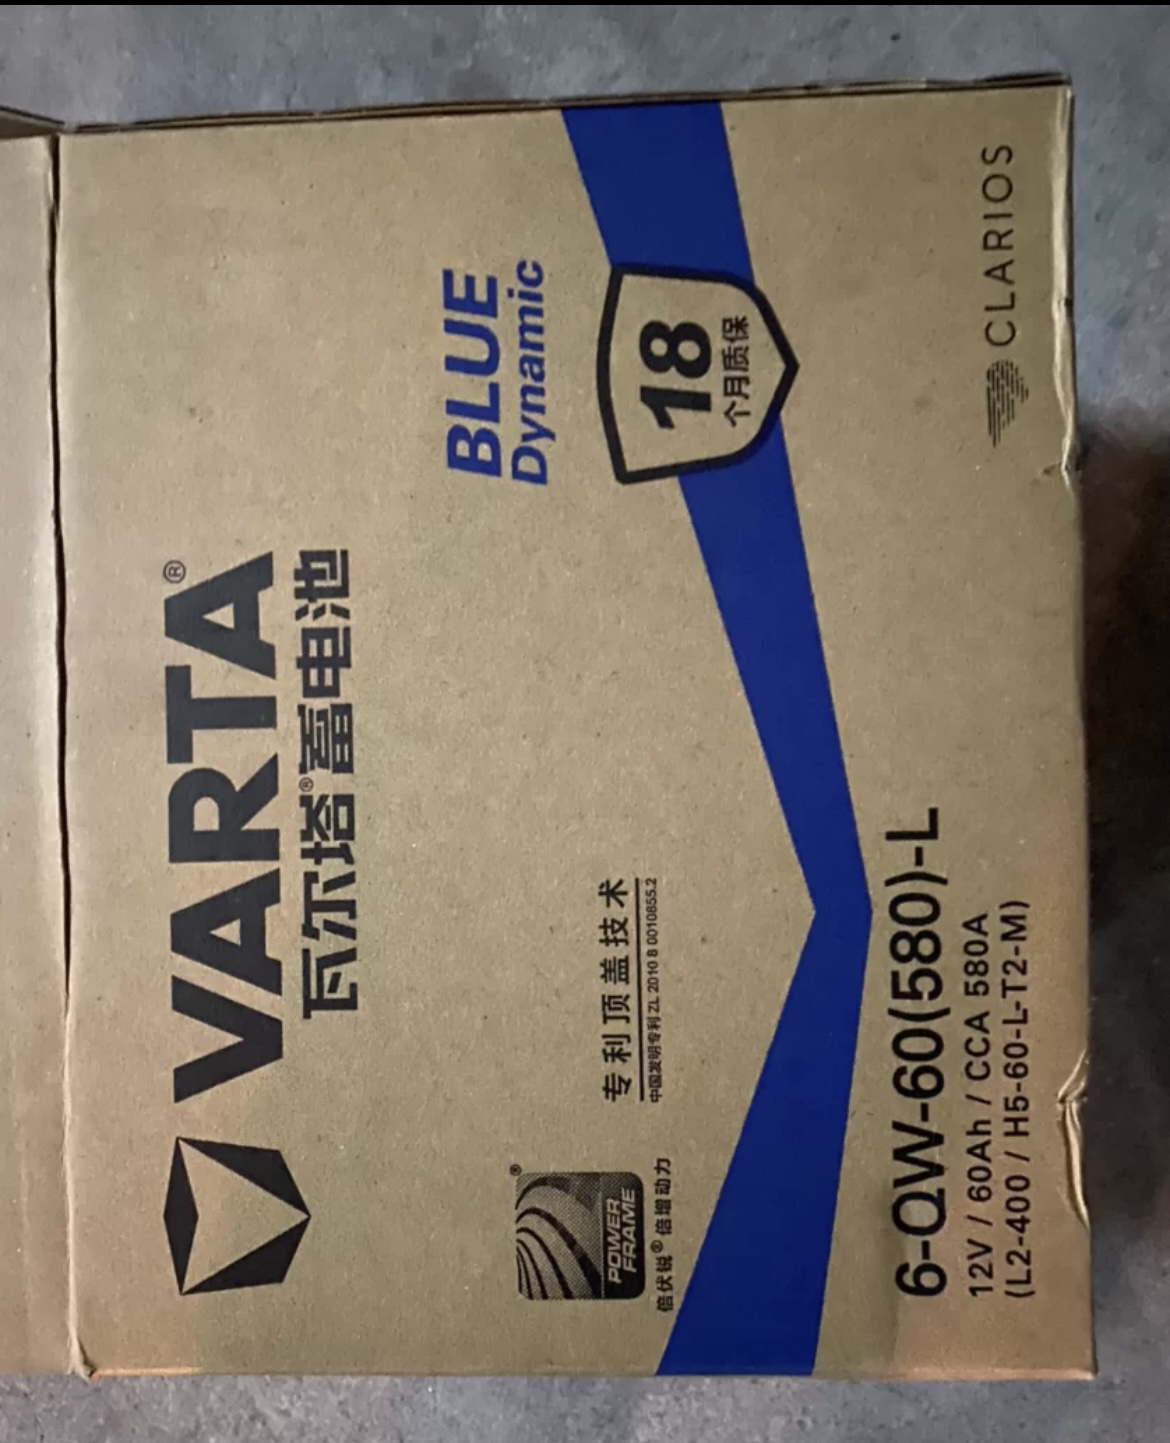 VARTA®
瓦尔塔®蓄电池
BLUE
Dynamic
POWER
FRAME
®
倍伏锐®倍增动力
专利顶盖技术
中国发明专利 ZL 2010 8 0010855.2
18
个月质保
6-QW-60(580)-L
12V / 60Ah / CCA 580A
(L2-400 / H5-60-L-T2-M)
CLARIOS